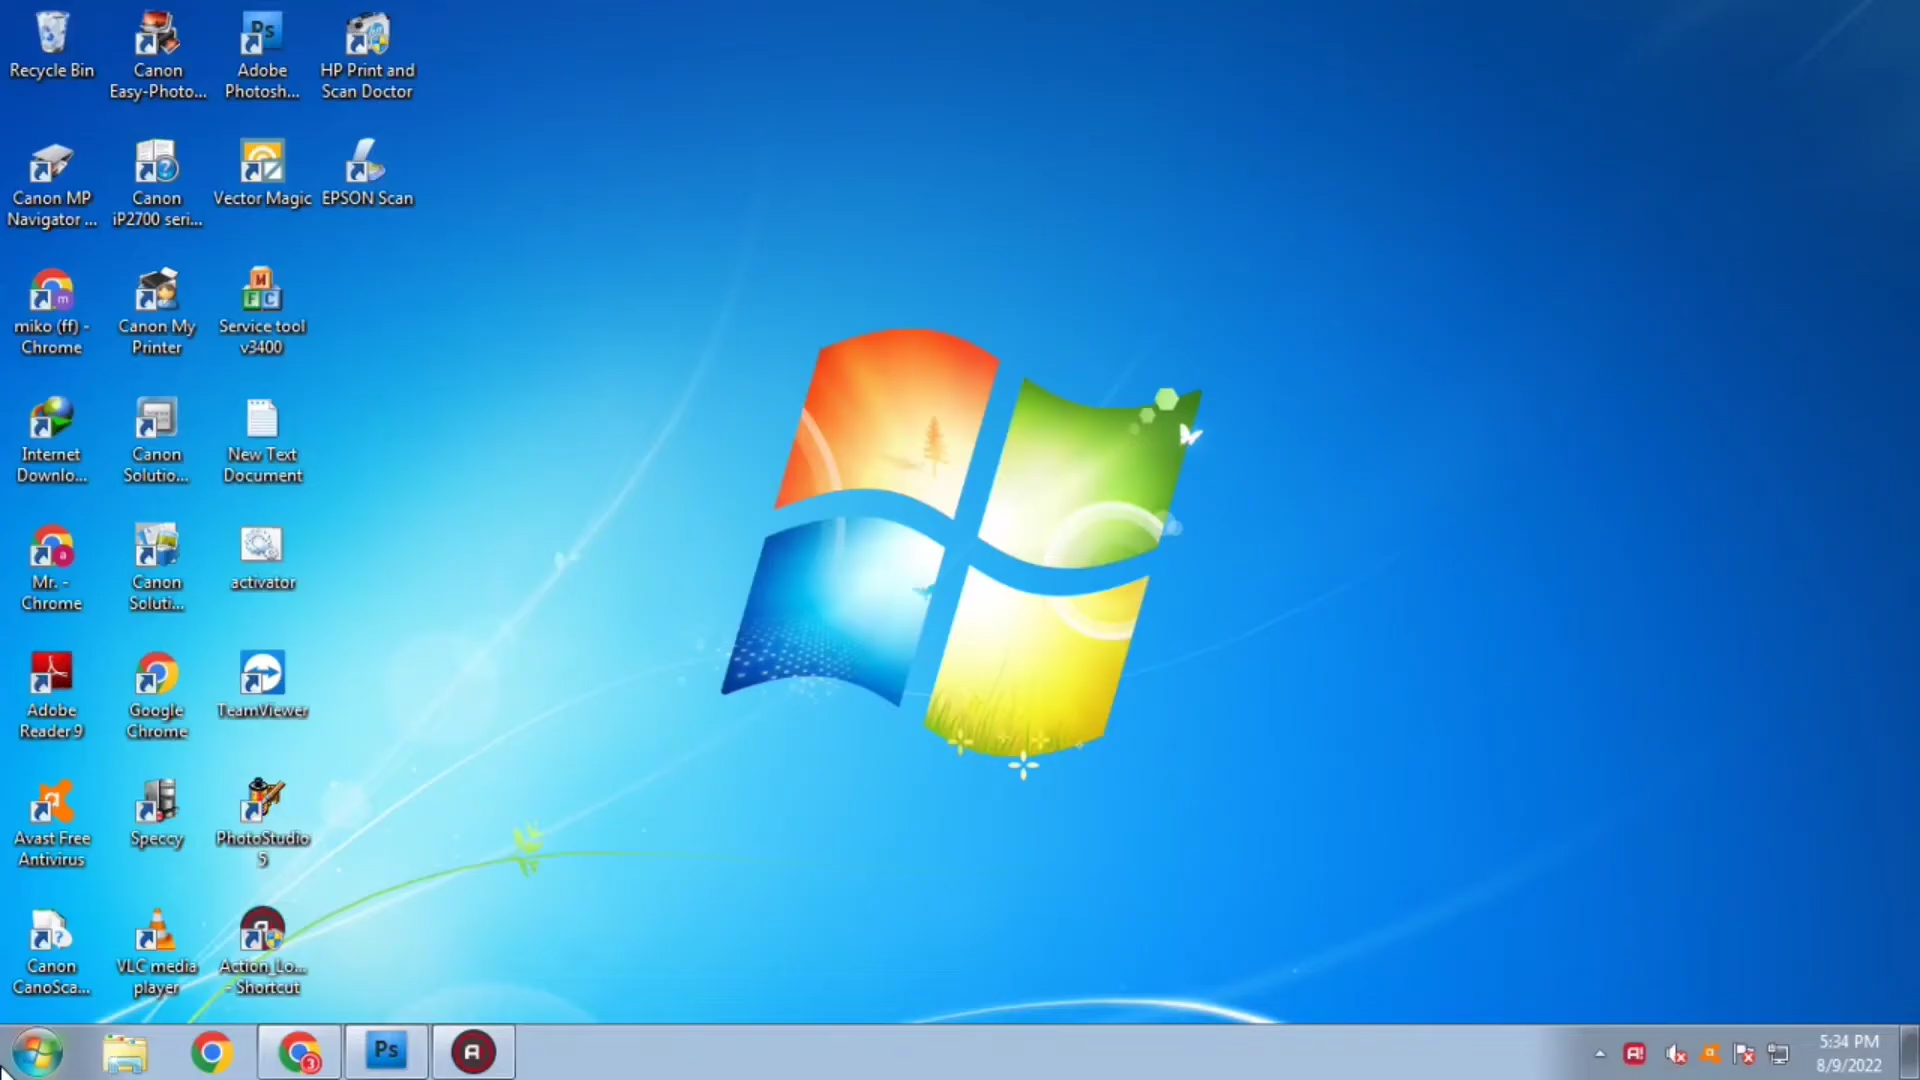 Recycle Bin
Canon
Easy-Photo...
Ps
Adobe
Photosh...
HP Print and
Scan Doctor
Canon MP
Navigator ...
Canon
iP2700 seri...
Vector Magic
EPSON Scan
m
miko (ff) -
Chrome
Canon My
Printer
M
F C
Service tool
v3400
Internet
Downlo...
Canon
Solutio...
New Text
Document
a
Mr. -
Chrome
Canon
Soluti...
activator
Adobe
Reader 9
Google
Chrome
TeamViewer
Avast Free
Antivirus
Speccy
PhotoStudio
5
Canon
CanoSca...
VLC media
player
Action_Lo...
- Shortcut
3
Ps
A
A!
5:34 PM
8/9/2022